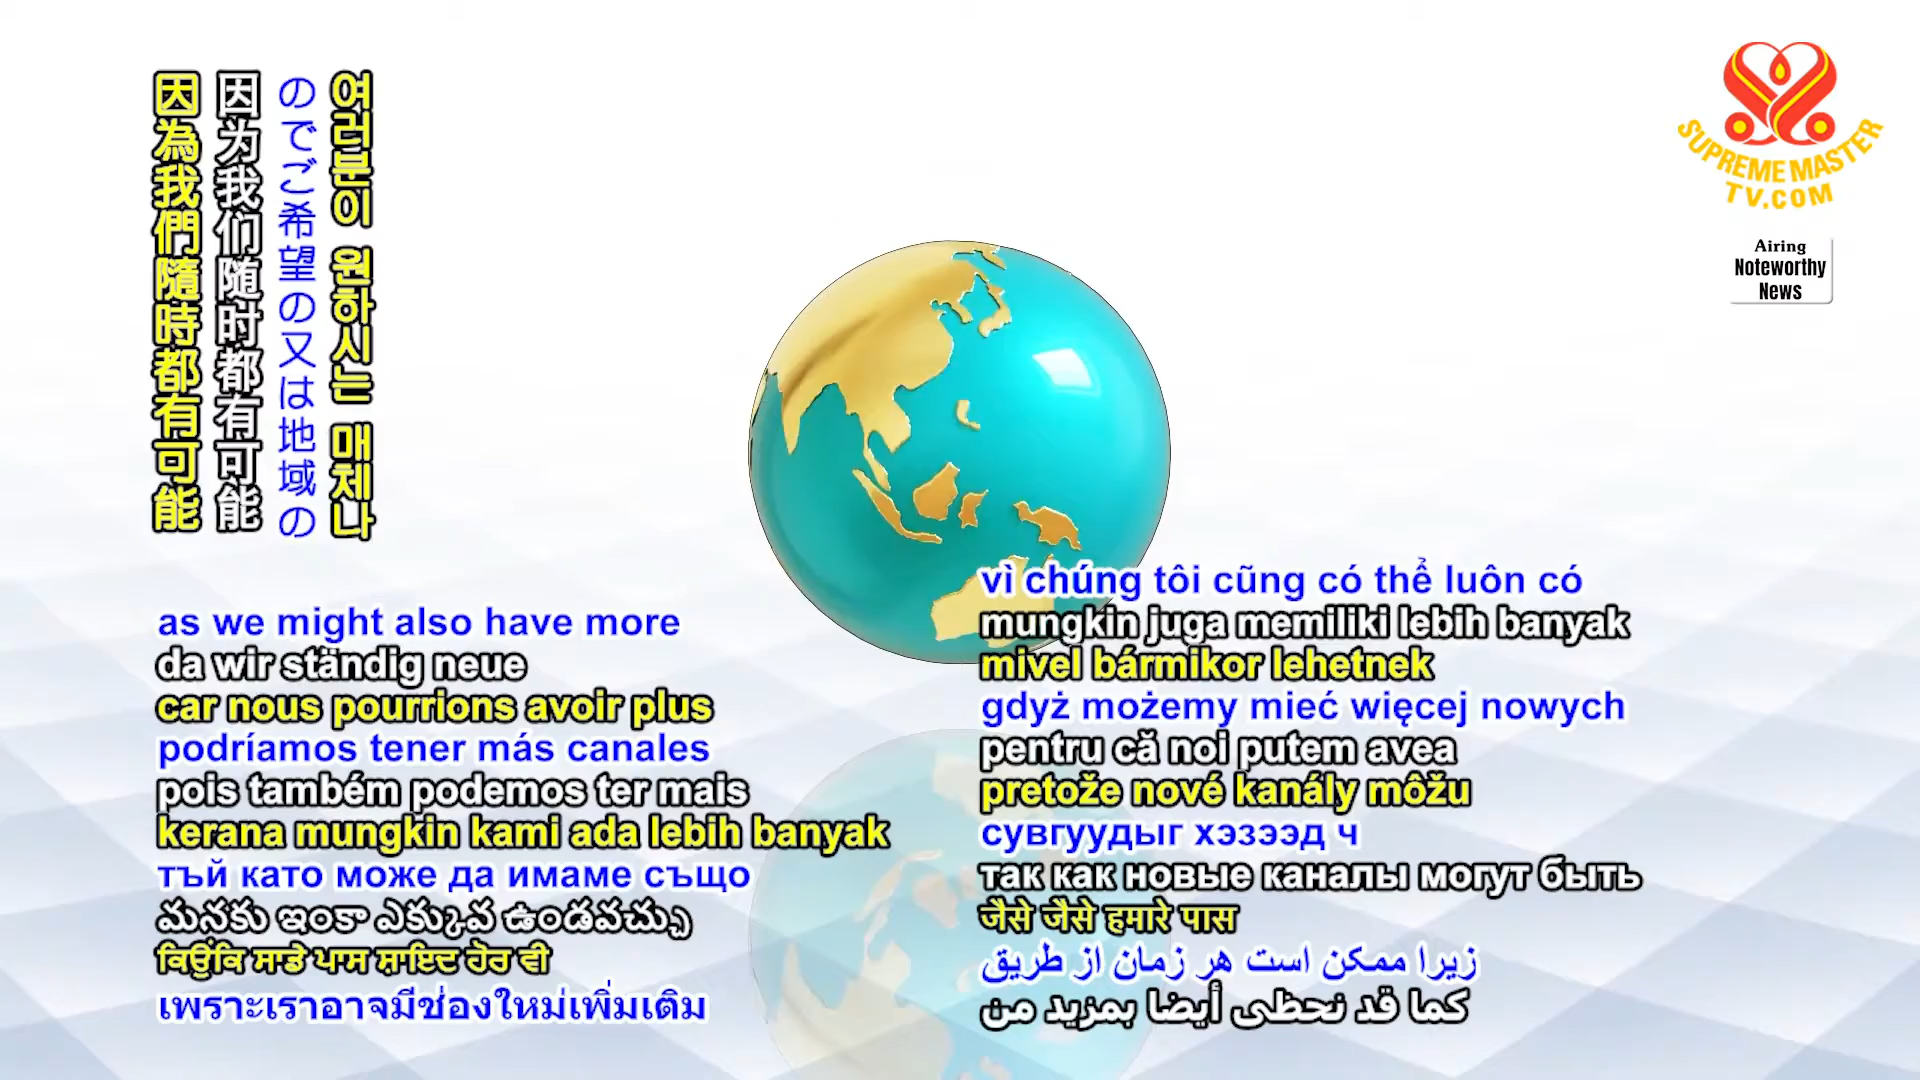 因為我們隨時都有可能
因为我们随时都有可能
のでご希望の又は地域の
여러분이 원하시는 매체나
as we might also have more
da wir ständig neue
car nous pourrions avoir plus
podríamos tener más canales
pois também podemos ter mais
kerana mungkin kami ada lebih banyak
тъй като може да имаме също
మనకు ఇంకా ఎక్కువ ఉండవచ్చు
ਕਿਉਂਕਿ ਸਾਡੇ ਪਾਸ ਸ਼ਾਇਦ ਹੋਰ ਵੀ
เพราะเราอาจมีช่องใหม่เพิ่มเติม
vì chúng tôi cũng có thể luôn có
mungkin juga memiliki lebih banyak
mivel bármikor lehetnek
gdyż możemy mieć więcej nowych
pentru că noi putem avea
pretože nové kanály môžu
сувгуудыг хэзээд ч
так как новые каналы могут быть
जैसे जैसे हमारे पास
زیرا ممکن است هر زمان از طریق
كما قد نحظى أيضا بمزيد من
SUPREME MASTER
TV.COM
Airing
Noteworthy
News